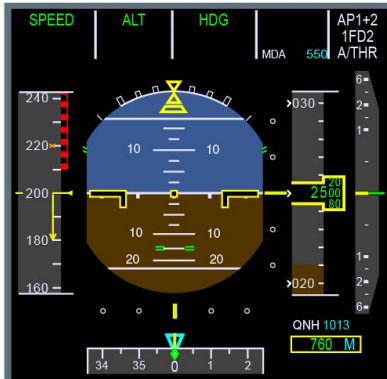 SPEED ALT HDG AP1+2
1FD2
MDA 550 A/THR
240 030 6
220 10 10 2
1
200 25 20 00 80
180 10 10 1
20 20 2
160 020 6
QNH 1013
760 M
34 35 0 1 2